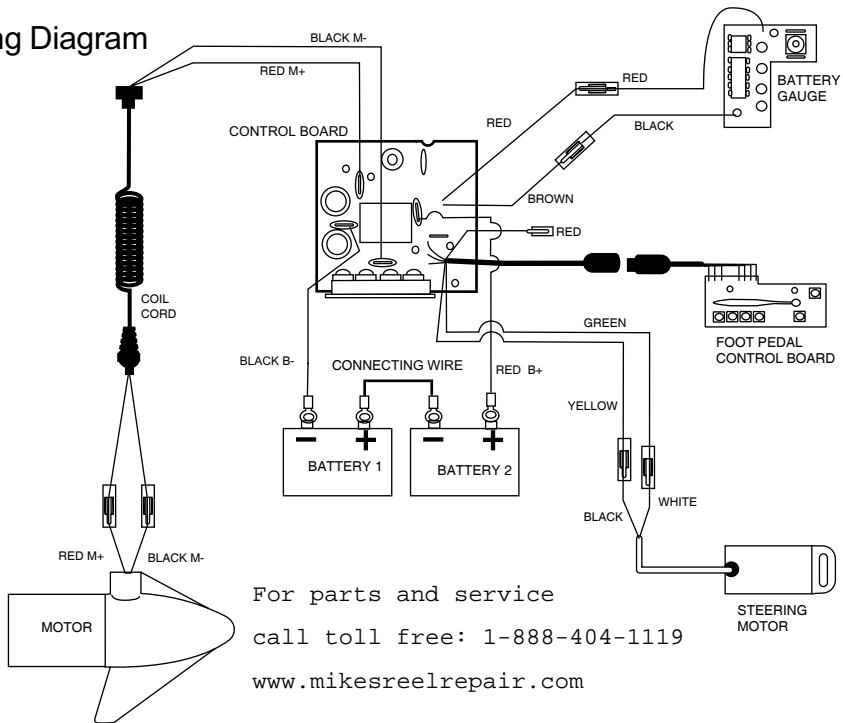 ng Diagram
BLACK M-
RED M+
CONTROL BOARD
RED
BATTERY
GAUGE
RED
BLACK
BROWN
RED
COIL
CORD
GREEN
FOOT PEDAL
CONTROL BOARD
BLACK B-
CONNECTING WIRE
RED B+
YELLOW
BATTERY 1
BATTERY 2
WHITE
BLACK
RED M+
BLACK M-
MOTOR
STEERING
MOTOR
For parts and service
call toll free: 1-888-404-1119
www.mikesreelrepair.com